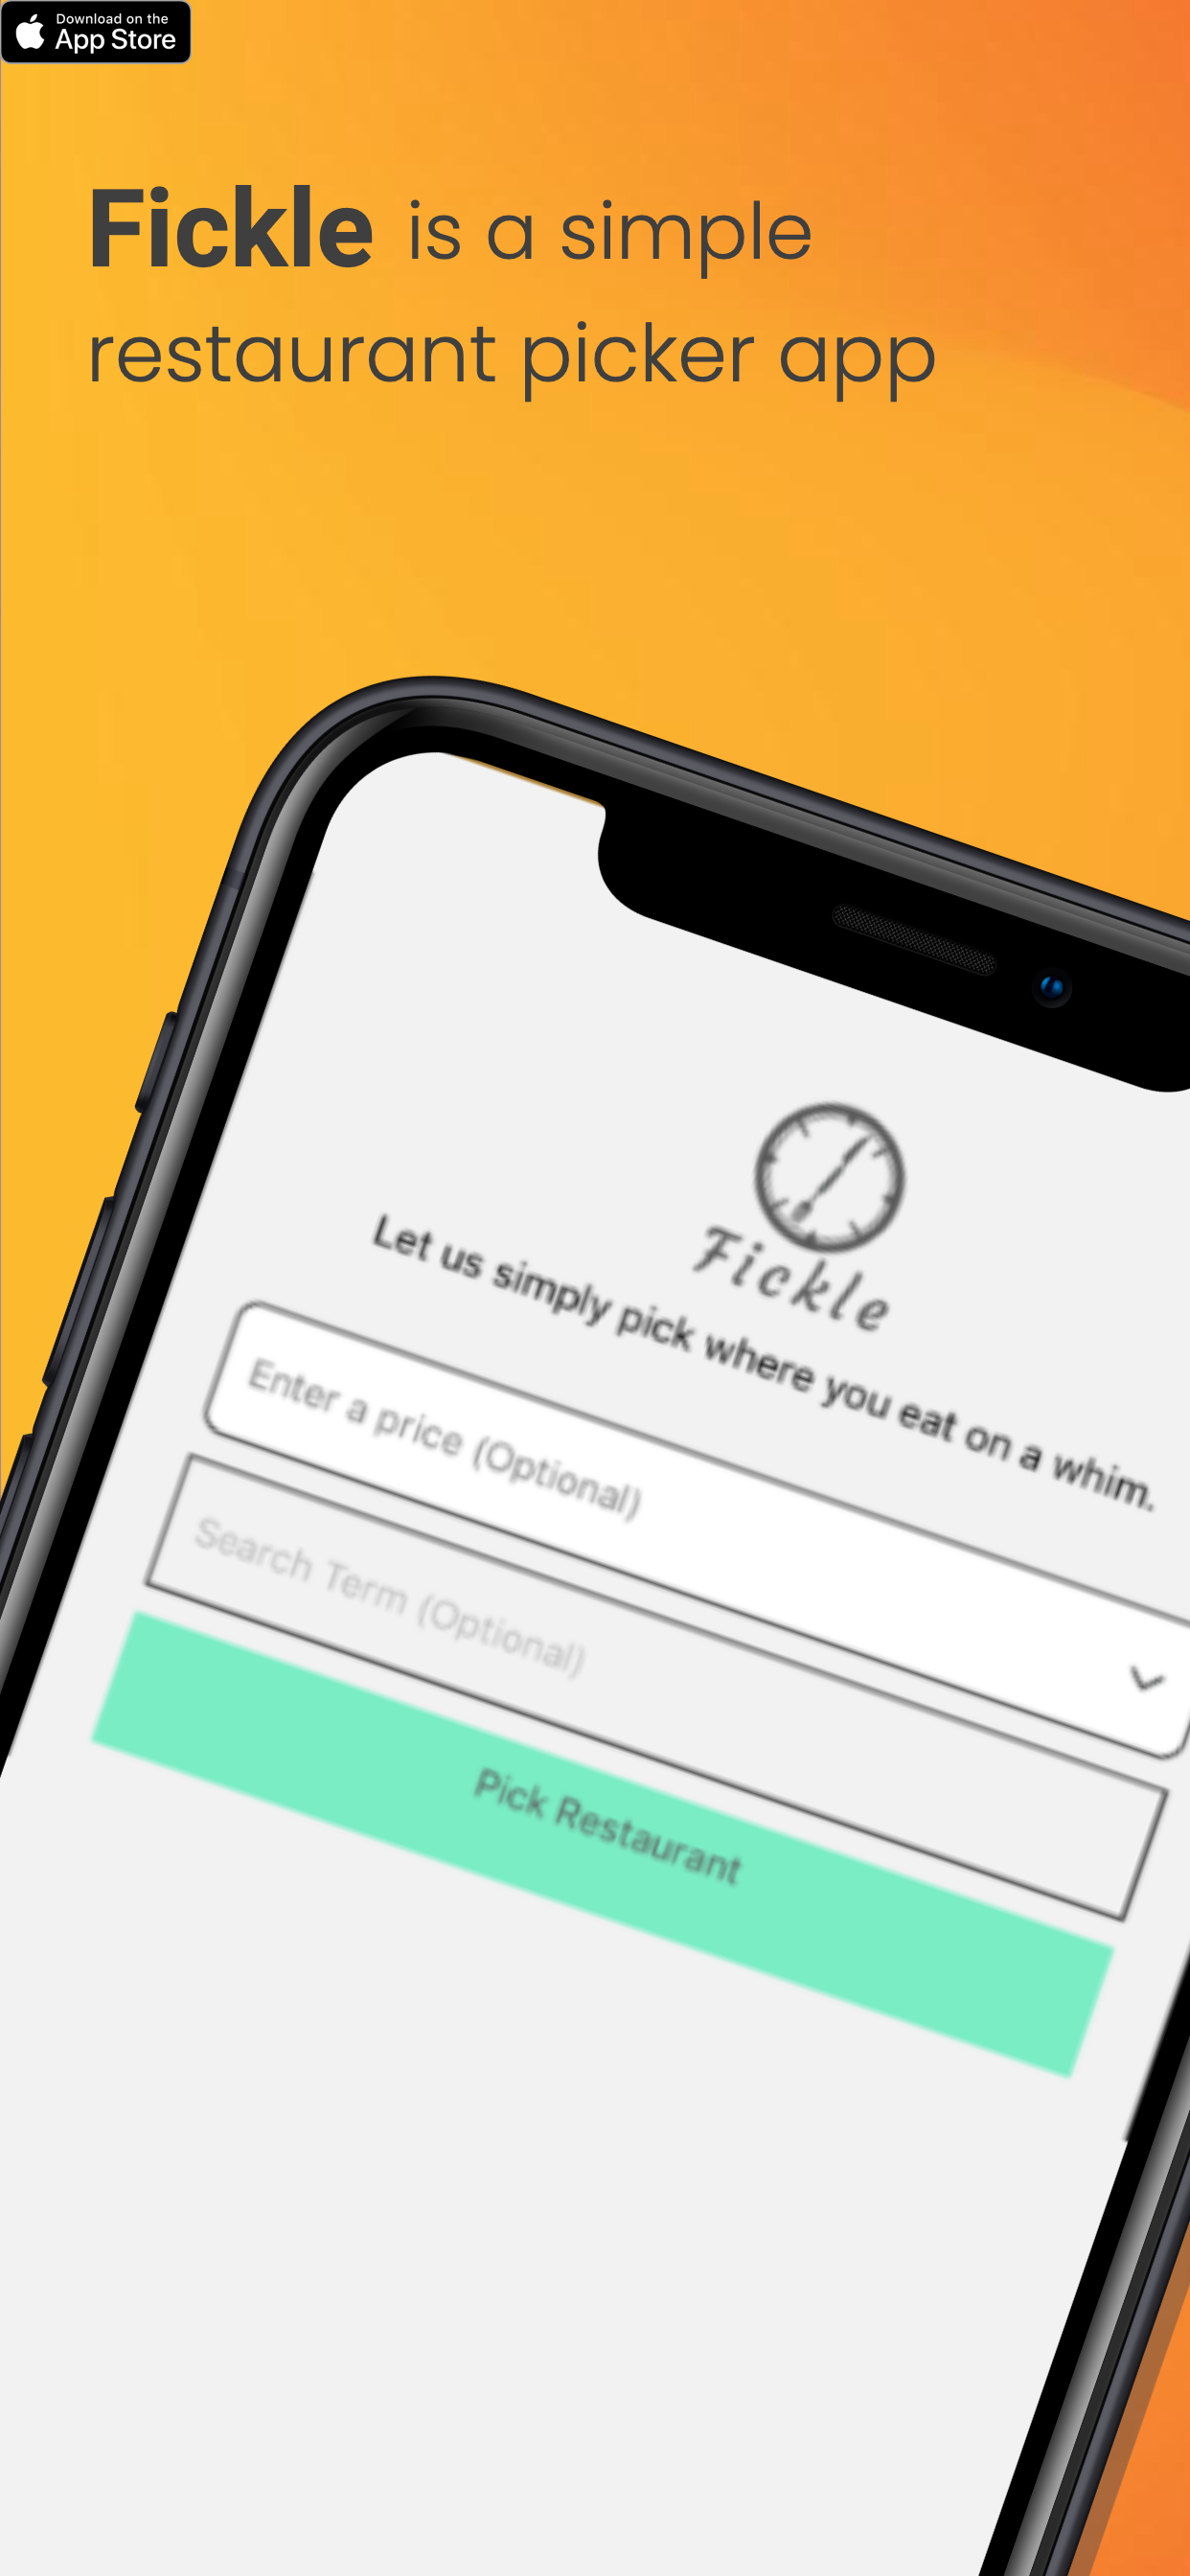 Download on the
App Store
Fickle is a simple
restaurant picker app
Fickle
Let us simply pick where you eat on a whim.
Enter a price (Optional)
Search Term (Optional)
Pick Restaurant